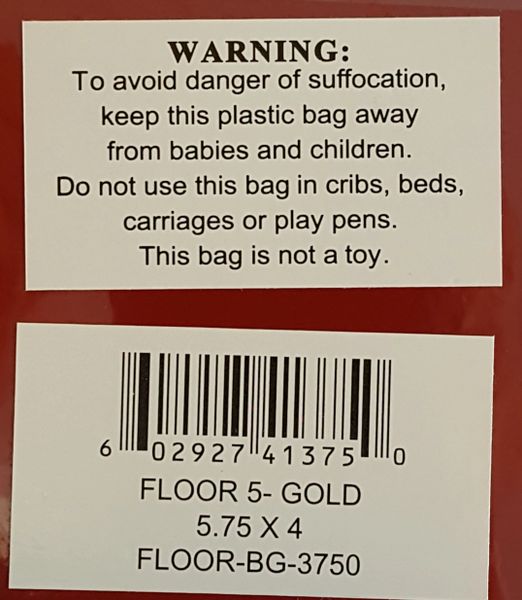 WARNING:
To avoid danger of suffocation,
keep this plastic bag away
from babies and children.
Do not use this bag in cribs, beds,
carriages or play pens.
This bag is not a toy.
6 02927 41375 0
FLOOR 5- GOLD
5.75 X 4
FLOOR-BG-3750